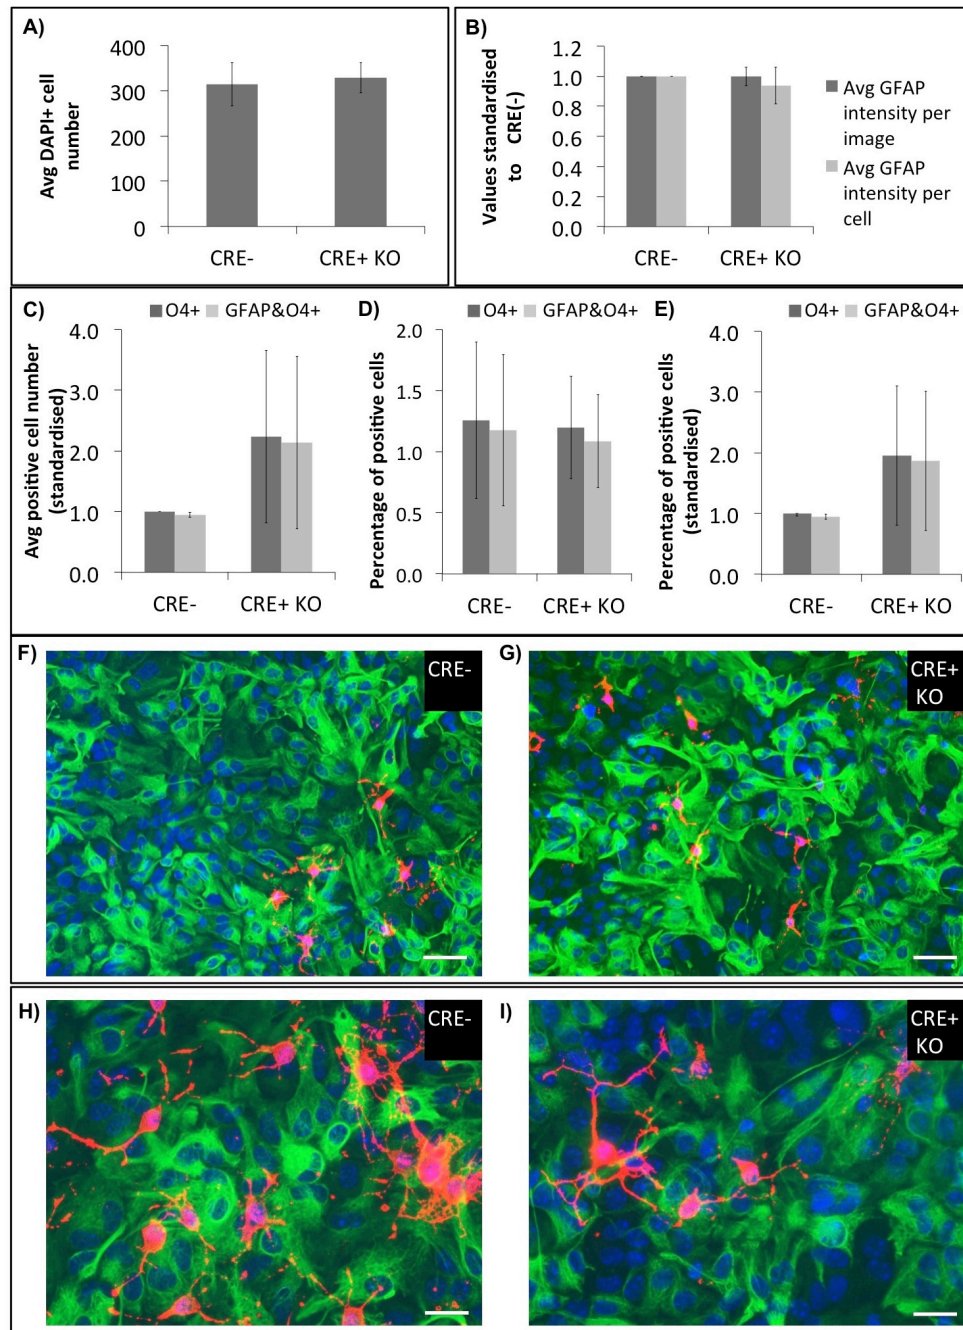 A)
Avg DAPI+ cell
number
400
300
200
100
0
CRE-
CRE+ KO
B)
Values standardised
to CRE(-)
1.2
1.0
0.8
0.6
0.4
0.2
0.0
CRE-
CRE+ KO
Avg GFAP
intensity per
image
Avg GFAP
intensity per
cell
C)
O4+ GFAP&O4+
Avg positive cell number
(standardised)
4.0
3.0
2.0
1.0
0.0
CRE-
CRE+ KO
D)
Percentage of positive cells
2.0
1.5
1.0
0.5
0.0
CRE-
CRE+ KO
E)
O4+ GFAP&O4+
Percentage of positive cells
(standardised)
4.0
3.0
2.0
1.0
0.0
CRE-
CRE+ KO
F)
CRE-
G)
CRE+
KO
H)
CRE-
I)
CRE+
KO